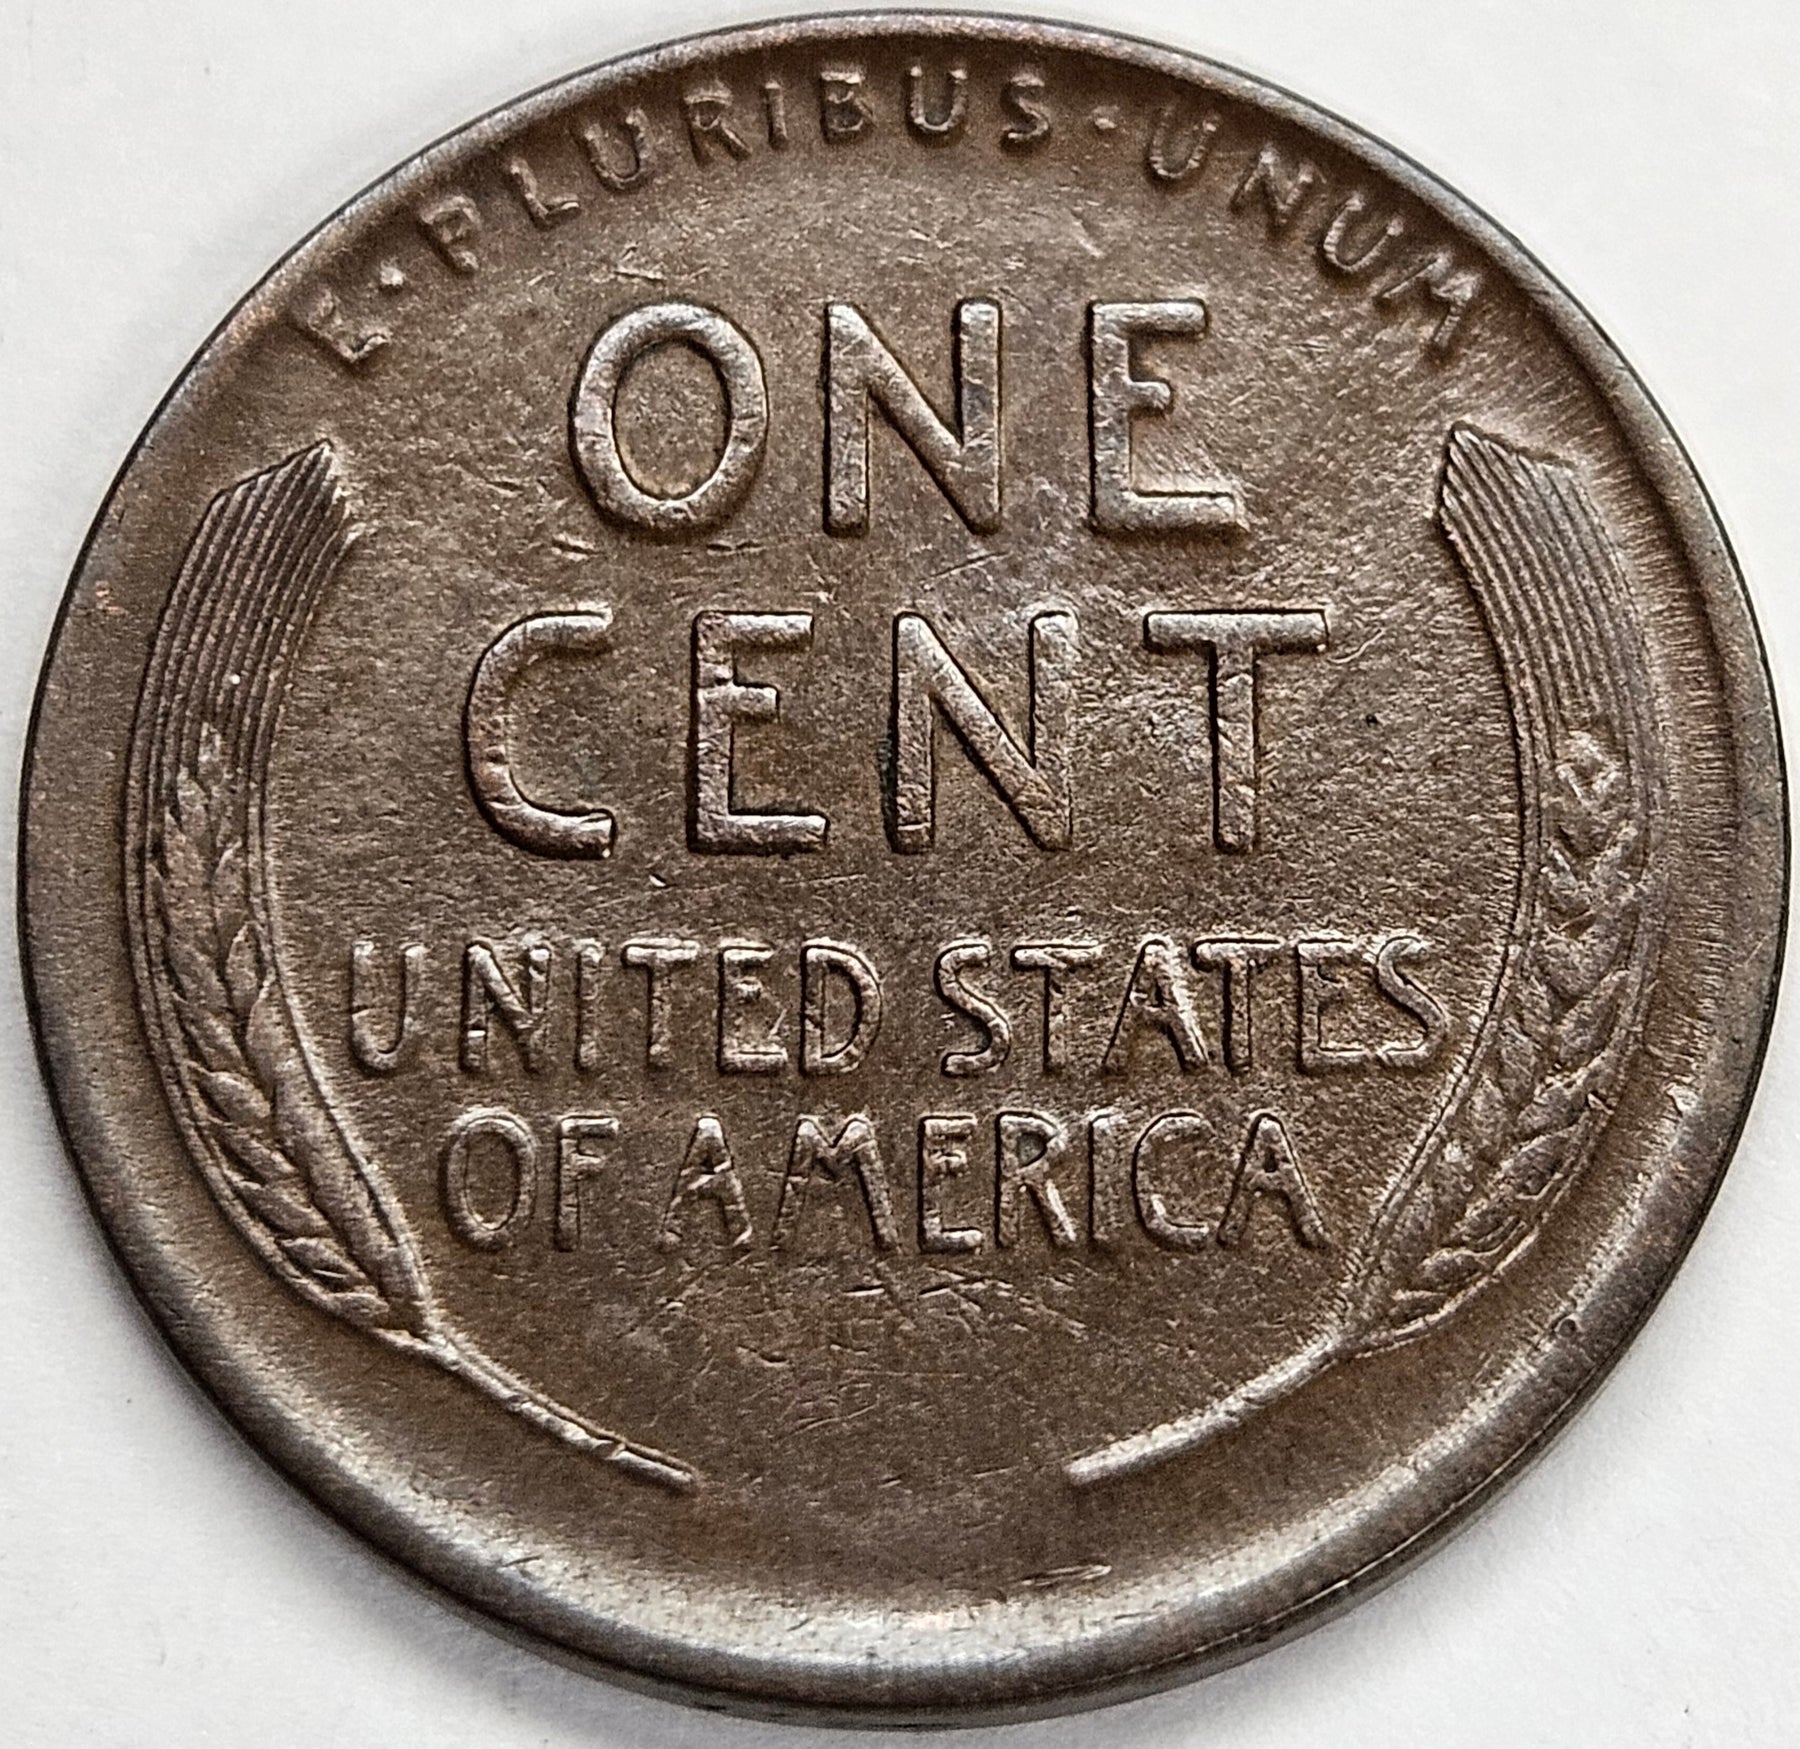 E·PLURIBUS·UNUM
ONE
CENT
UNITED STATES
OF AMERICA